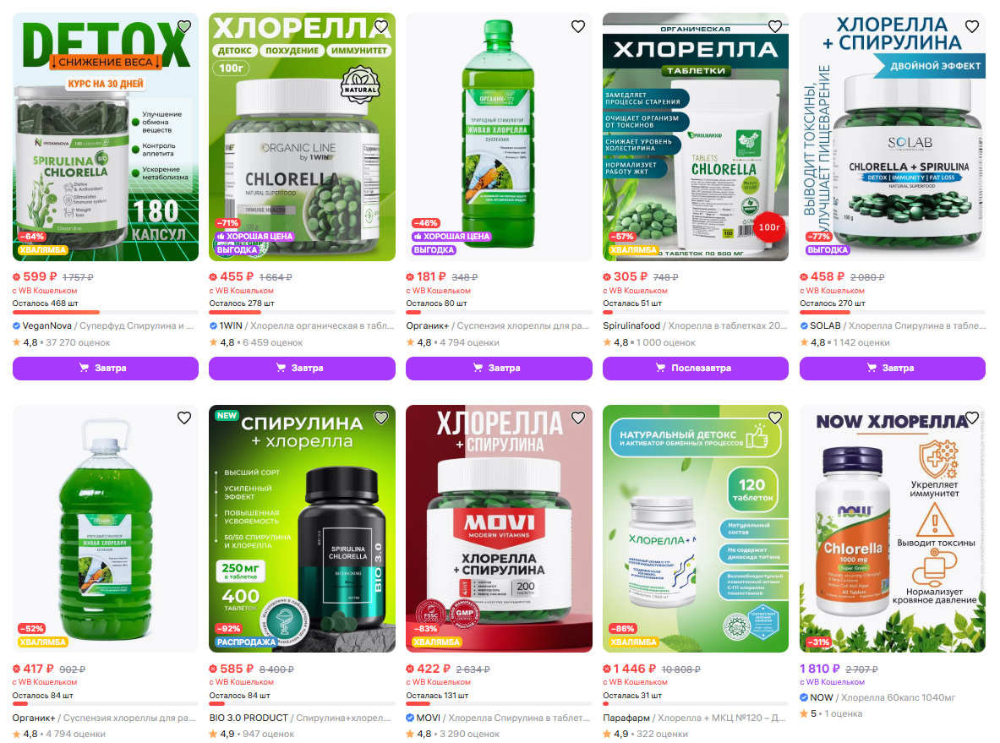 DETOX
СНИЖЕНИЕ ВЕСА
КУРС НА 30 ДНЕЙ
Улучшение
обмена
веществ
Контроль
аппетита
Ускорение
метаболизма
VEGANNOVA
SPIRULINA
BIO
CHLORELLA
Detox
& Antioxidant
Stimulates
immune system
Weight
loss
Green line
180
КАПСУЛ
−64%
ХВАЛЯМБА
599 ₽ 1 757 ₽
с WB Кошельком
Осталось 468 шт
VeganNova / Суперфуд Спирулина и ...
4,8 • 37 270 оценок
Завтра
ХЛОРЕЛЛА
ДЕТОКС ПОХУДЕНИЕ ИММУНИТЕТ
100г
NATURAL
ORGANIC LINE
by 1WIN
CHLORELLA
NATURAL SUPERFOOD
IMMUNE HEALTH
−71%
ХОРОШАЯ ЦЕНА
ВЫГОДКА
455 ₽ 1 664 ₽
с WB Кошельком
Осталось 278 шт
1WIN / Хлорелла органическая в табл...
4,8 • 6 459 оценок
Завтра
ОРГАНИК+
ПРИРОДНЫЙ СТИМУЛЯТОР
ЖИВАЯ ХЛОРЕЛЛА
СУСПЕНЗИЯ
−46%
ХОРОШАЯ ЦЕНА
ВЫГОДКА
181 ₽ 348 ₽
с WB Кошельком
Осталось 80 шт
Органик+ / Суспензия хлореллы для ра...
4,8 • 4 794 оценки
Завтра
ОРГАНИЧЕСКАЯ
ХЛОРЕЛЛА
ТАБЛЕТКИ
ЗАМЕДЛЯЕТ
ПРОЦЕССЫ СТАРЕНИЯ
ОЧИЩАЕТ ОРГАНИЗМ
ОТ ТОКСИНОВ
СНИЖАЕТ УРОВЕНЬ
ХОЛЕСТИРИНА
НОРМАЛИЗУЕТ
РАБОТУ ЖКТ
SPIRULINAFOOD
TABLETS
CHLORELLA
100г
ТАБЛЕТОК ПО 500 МГ
−57%
ХВАЛЯМБА
305 ₽ 748 ₽
с WB Кошельком
Осталось 51 шт
Spirulinafood / Хлорелла в таблетках 20...
4,8 • 1 000 оценок
Послезавтра
ХЛОРЕЛЛА
+ СПИРУЛИНА
ДВОЙНОЙ ЭФФЕКТ
ВЫВОДИТ ТОКСИНЫ,
УЛУЧШАЕТ ПИЩЕВАРЕНИЕ
SOLAB
CHLORELLA + SPIRULINA
DETOX | IMMUNITY | FAT LOSS
NATURAL SUPERFOOD
100 g
−77%
ВЫГОДКА
458 ₽ 2 080 ₽
с WB Кошельком
Осталось 270 шт
SOLAB / Хлорелла Спирулина в табле...
4,8 • 1 142 оценки
Завтра
ОРГАНИК+
ПРИРОДНЫЙ СТИМУЛЯТОР
ЖИВАЯ ХЛОРЕЛЛА
СУСПЕНЗИЯ
−52%
ХВАЛЯМБА
417 ₽ 902 ₽
с WB Кошельком
Осталось 84 шт
Органик+ / Суспензия хлореллы для ра...
4,8 • 4 794 оценки
NEW
СПИРУЛИНА
+ хлорелла
ВЫСШИЙ СОРТ
УСИЛЕННЫЙ
ЭФФЕКТ
ПОВЫШЕННАЯ
УСВОЯЕМОСТЬ
50/50 СПИРУЛИНА
И ХЛОРЕЛЛА
250 мг
в таблетке
400
ТАБЛЕТОК
BIO 3.0
SPIRULINA
CHLORELLA
BIOHACKING
BIO 3.0
−92%
РАСПРОДАЖА
585 ₽ 8 400 ₽
с WB Кошельком
Осталось 84 шт
BIO 3.0 PRODUCT / Спирулина+хлорел...
4,9 • 947 оценок
ХЛОРЕЛЛА
+ СПИРУЛИНА
MOVI
MODERN VITAMINS
ХЛОРЕЛЛА
+ СПИРУЛИНА
4in1
200
FSSC
GMP
−83%
ХВАЛЯМБА
422 ₽ 2 634 ₽
с WB Кошельком
Осталась 131 шт
MOVI / Хлорелла Спирулина в таблет...
4,8 • 3 290 оценок
НАТУРАЛЬНЫЙ ДЕТОКС
И АКТИВАТОР ОБМЕННЫХ ПРОЦЕССОВ
120
таблеток
Натуральный
состав
Не содержит
диоксида титана
Высокобиодоступный
ХЛОРЕЛЛА+ М
−86%
ХВАЛЯМБА
1 446 ₽ 10 808 ₽
с WB Кошельком
Осталась 31 шт
Парафарм / Хлорелла + МКЦ №120 – Д...
4,9 • 322 оценки
NOW ХЛОРЕЛЛА
Укрепляет
иммунитет
Выводит токсины
Нормализует
кровяное давление
NOW
Chlorella
1000 mg
Super Green
60 Tablets
−31%
1 810 ₽ 2 707 ₽
с WB Кошельком
NOW / Хлорелла 60капс 1040мг
5 • 1 оценка